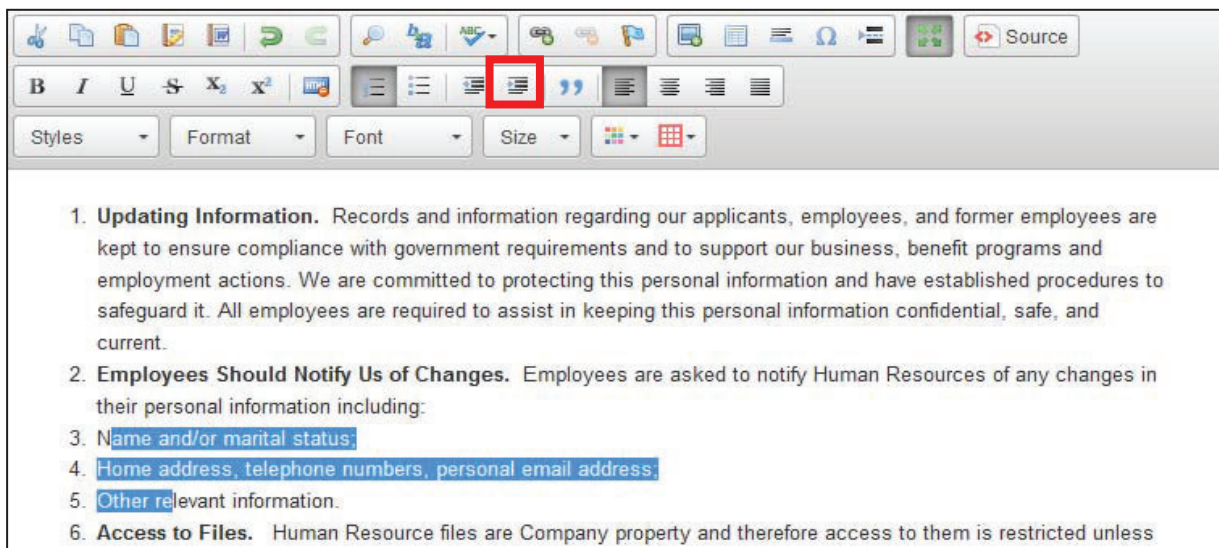 ABC
Source
B I U S X₂ X²
Styles Format Font Size
1. Updating Information. Records and information regarding our applicants, employees, and former employees are
kept to ensure compliance with government requirements and to support our business, benefit programs and
employment actions. We are committed to protecting this personal information and have established procedures to
safeguard it. All employees are required to assist in keeping this personal information confidential, safe, and
current.
2. Employees Should Notify Us of Changes. Employees are asked to notify Human Resources of any changes in
their personal information including:
3. Name and/or marital status;
4. Home address, telephone numbers, personal email address;
5. Other relevant information.
6. Access to Files. Human Resource files are Company property and therefore access to them is restricted unless